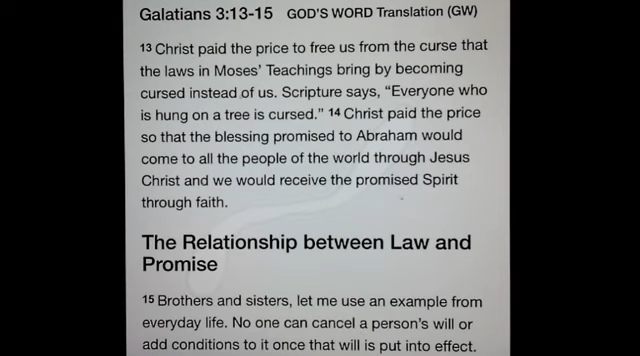 Galatians 3:13-15 GOD'S WORD Translation (GW)
13 Christ paid the price to free us from the curse that
the laws in Moses' Teachings bring by becoming
cursed instead of us. Scripture says, “Everyone who
is hung on a tree is cursed.” 14 Christ paid the price
so that the blessing promised to Abraham would
come to all the people of the world through Jesus
Christ and we would receive the promised Spirit
through faith.
The Relationship between Law and
Promise
15 Brothers and sisters, let me use an example from
everyday life. No one can cancel a person's will or
add conditions to it once that will is put into effect.